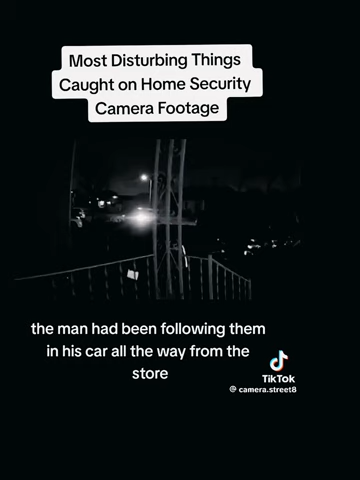 Most Disturbing Things
Caught on Home Security
Camera Footage
the man had been following them
in his car all the way from the
store
TikTok
@ camera.street8